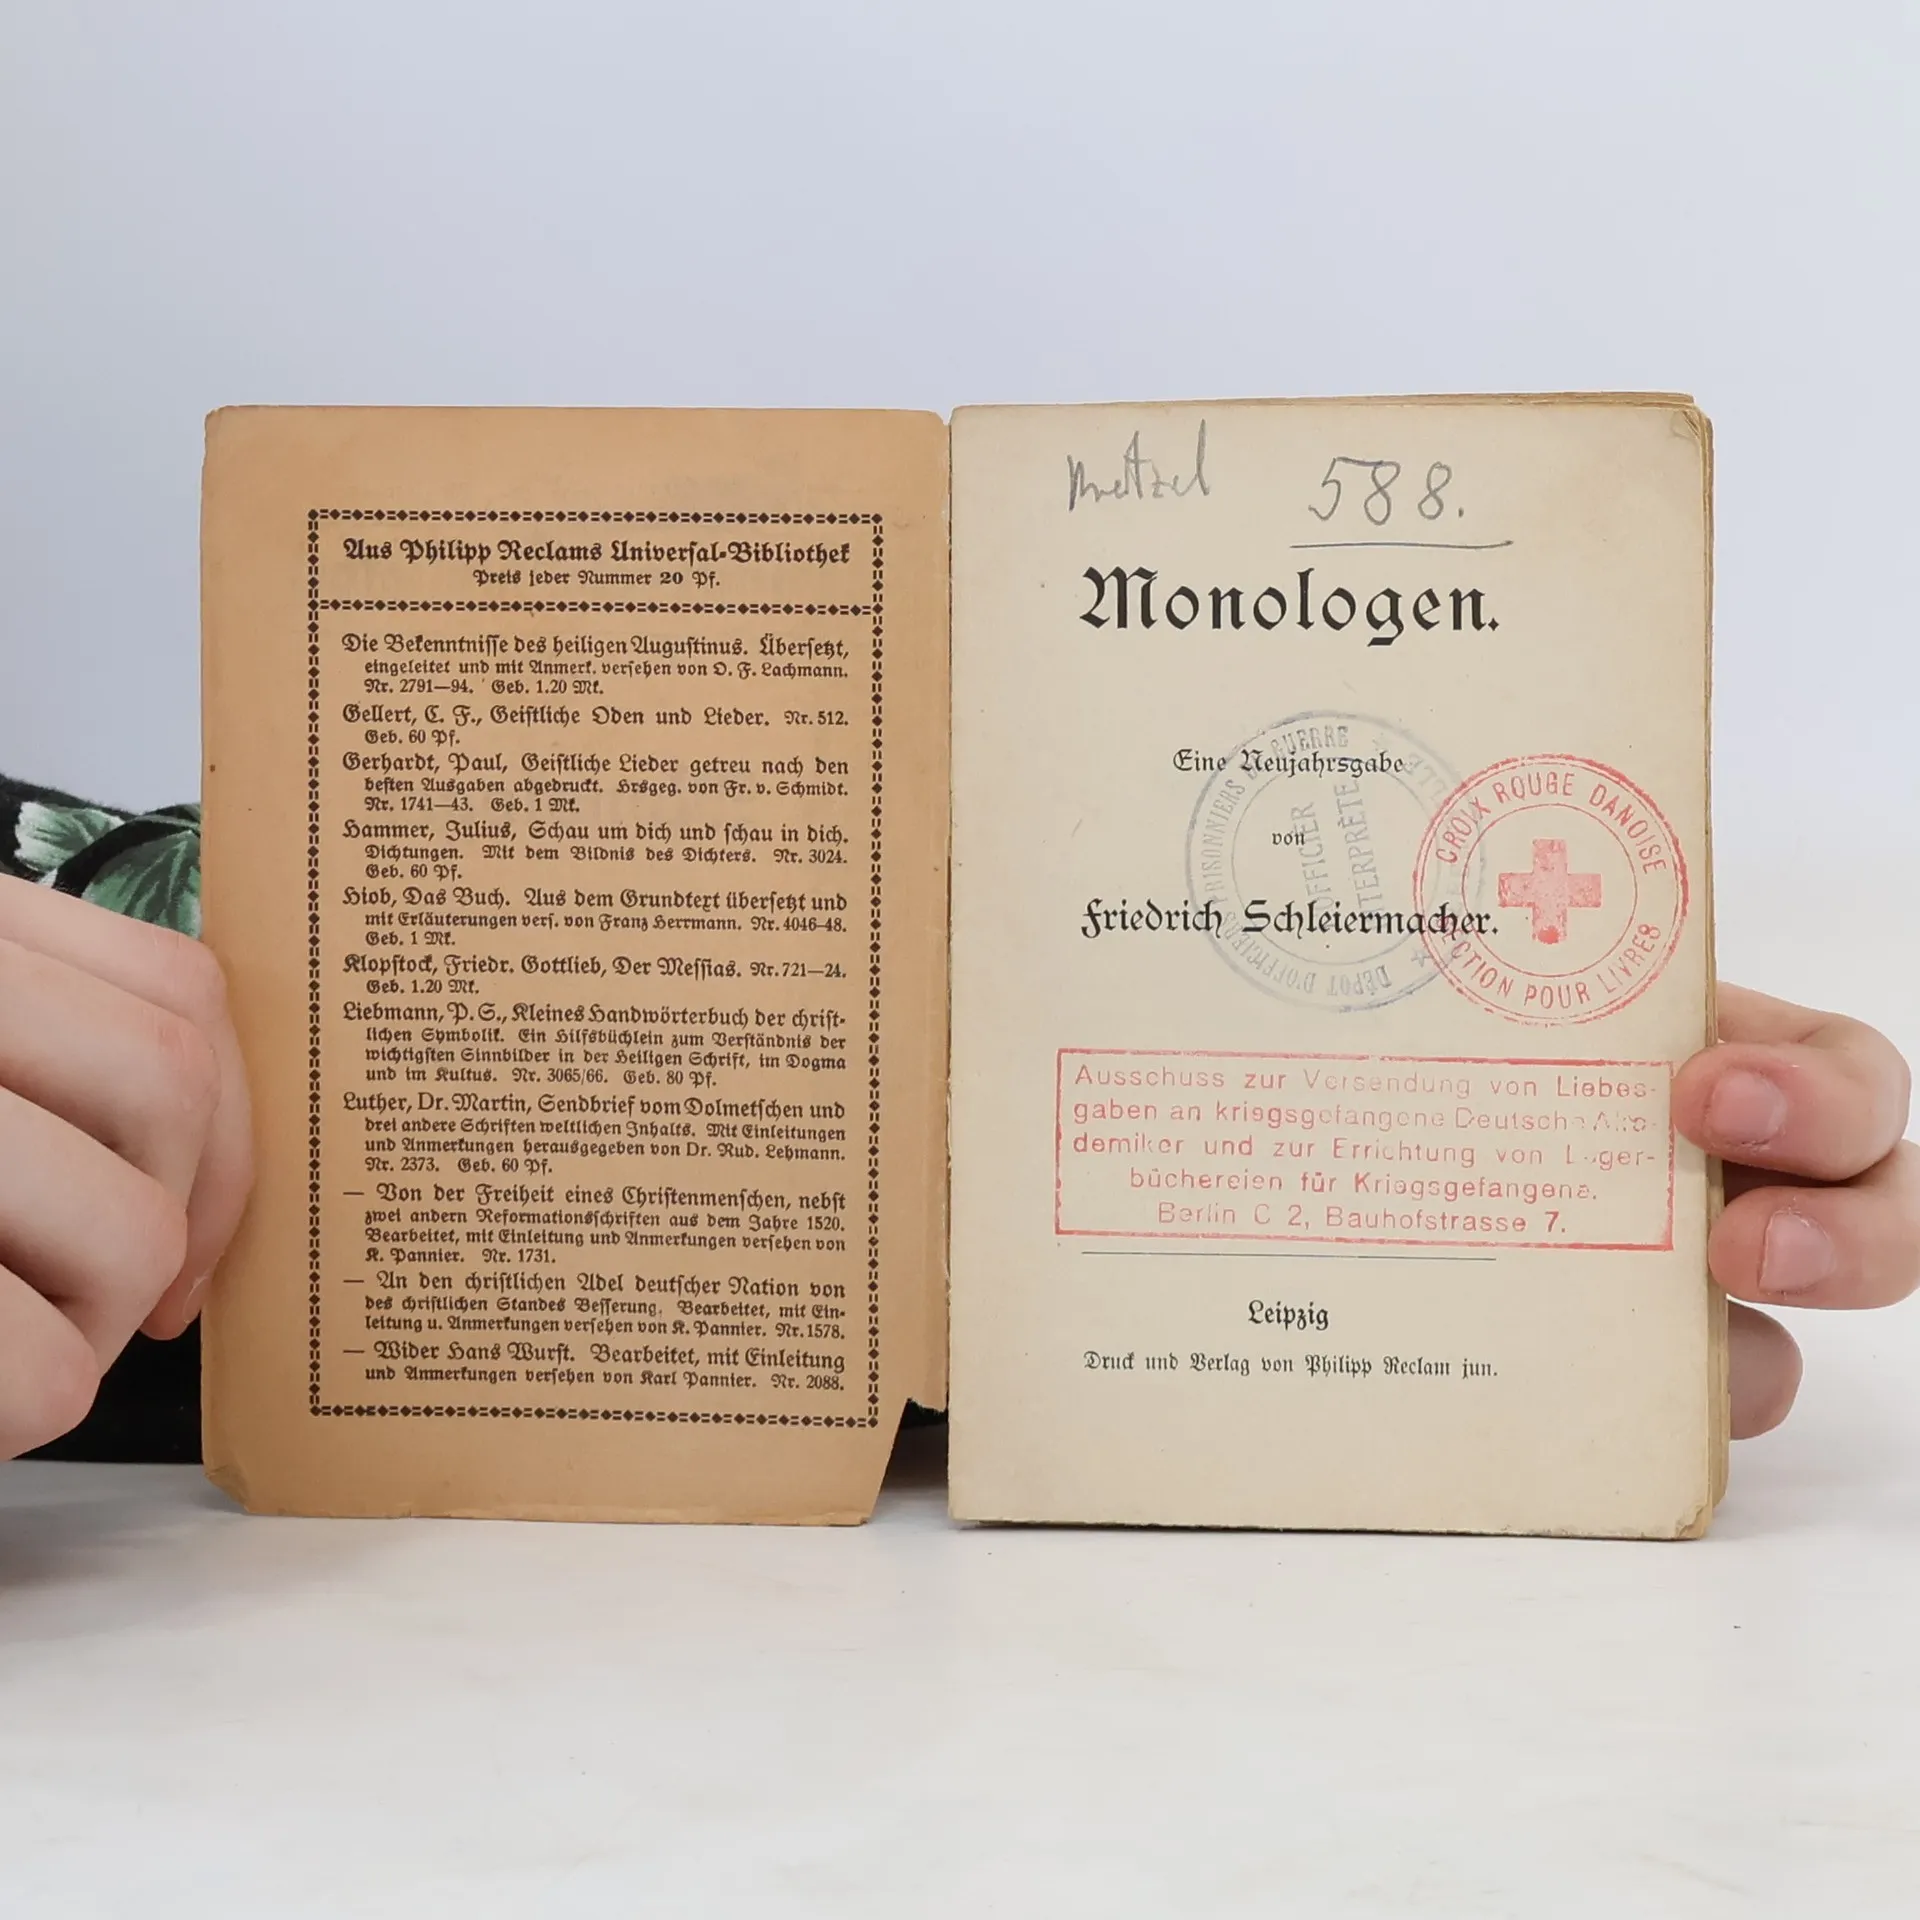 Aus Philipp Reclams Universal-Bibliothek
Preis jeder Nummer 20 Pf.
Die Bekenntnisse des heiligen Augustinus. Übersetzt,
eingeleitet und mit Anmerk. versehen von O. F. Lachmann.
Nr. 2791—94. Geb. 1.20 Mk.
Gellert, C. F., Geistliche Oden und Lieder. Nr. 512.
Geb. 60 Pf.
Gerhardt, Paul, Geistliche Lieder getreu nach den
besten Ausgaben abgedruckt. Hrsgeg. von Fr. v. Schmidt.
Nr. 1741—43. Geb. 1 Mk.
Hammer, Julius, Schau um dich und schau in dich.
Dichtungen. Mit dem Bildnis des Dichters. Nr. 3024.
Geb. 60 Pf.
Hiob, Das Buch. Aus dem Grundtext übersetzt und
mit Erläuterungen vers. von Franz Herrmann. Nr. 4046-48.
Geb. 1 Mk.
Klopstock, Friedr. Gottlieb, Der Messias. Nr. 721—24.
Geb. 1.20 Mk.
Liebmann, P. S., Kleines Handwörterbuch der christ-
lichen Symbolik. Ein Hilfsbüchlein zum Verständnis der
wichtigsten Sinnbilder in der Heiligen Schrift, im Dogma
und im Kultus. Nr. 3065/66. Geb. 80 Pf.
Luther, Dr. Martin, Sendbrief vom Dolmetschen und
drei andere Schriften weltlichen Inhalts. Mit Einleitungen
und Anmerkungen herausgegeben von Dr. Rud. Lehmann.
Nr. 2373. Geb. 60 Pf.
— Von der Freiheit eines Christenmenschen, nebst
zwei andern Reformationsschriften aus dem Jahre 1520.
Bearbeitet, mit Einleitung und Anmerkungen versehen von
K. Pannier. Nr. 1731.
— An den christlichen Adel deutscher Nation von
des christlichen Standes Besserung. Bearbeitet, mit Ein-
leitung u. Anmerkungen versehen von K. Pannier. Nr. 1578.
— Wider Hans Wurst. Bearbeitet, mit Einleitung
und Anmerkungen versehen von Karl Pannier. Nr. 2088.
588.
Monologen.
Eine Neujahrsgabe
von
Friedrich Schleiermacher.
DÉPOT D'OFFICIERS PRISONNIERS DE GUERRE
OFFICIER
INTERPRÈTE
CROIX ROUGE DANOISE
SECTION POUR LIVRES
Ausschuss zur Versendung von Liebes-
gaben an kriegsgefangene Deutsche Aka-
demiker und zur Errichtung von Lager-
büchereien für Kriegsgefangene.
Berlin C 2, Bauhofstrasse 7.
Leipzig
Druck und Verlag von Philipp Reclam jun.